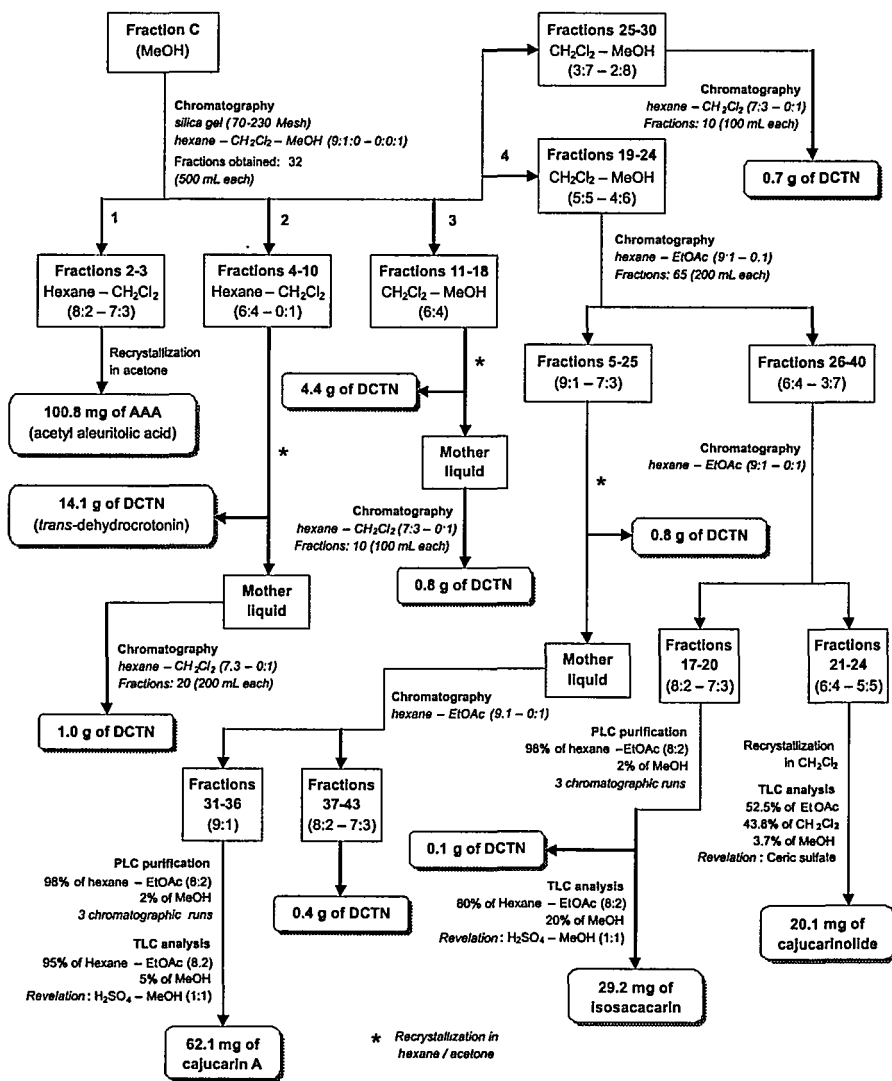 Fraction C
(MeOH)
Chromatography
silica gel (70-230 Mesh)
hexane – CH2Cl2 – MeOH (9:1:0 – 0:0:1)
Fractions obtained: 32
(500 mL each)
Fractions 25-30
CH2Cl2 – MeOH
(3:7 – 2:8)
Chromatography
hexane – CH2Cl2 (7:3 – 0:1)
Fractions: 10 (100 mL each)
0.7 g of DCTN
4
Fractions 19-24
CH2Cl2 – MeOH
(5:5 – 4:6)
Chromatography
hexane – EtOAc (9:1 – 0.1)
Fractions: 65 (200 mL each)
1
2
3
Fractions 2-3
Hexane – CH2Cl2
(8:2 – 7:3)
Fractions 4-10
Hexane – CH2Cl2
(6:4 – 0:1)
Fractions 11-18
CH2Cl2 – MeOH
(6:4)
Recrystallization
in acetone
100.8 mg of AAA
(acetyl aleuritolic acid)
*
14.1 g of DCTN
(trans-dehydrocrotonin)
Mother
liquid
Chromatography
hexane – CH2Cl2 (7.3 – 0:1)
Fractions: 20 (200 mL each)
1.0 g of DCTN
*
4.4 g of DCTN
Mother
liquid
Chromatography
hexane – CH2Cl2 (7:3 – 0:1)
Fractions: 10 (100 mL each)
0.8 g of DCTN
Fractions 5-25
(9:1 – 7:3)
Fractions 26-40
(6:4 – 3:7)
*
0.8 g of DCTN
Mother
liquid
Chromatography
hexane – EtOAc (9:1 – 0:1)
Chromatography
hexane – EtOAc (9.1 – 0:1)
Fractions
31-36
(9:1)
Fractions
37-43
(8:2 – 7:3)
PLC purification
98% of hexane – EtOAc (8:2)
2% of MeOH
3 chromatographic runs
TLC analysis
95% of Hexane – EtOAc (8.2)
5% of MeOH
Revelation : H2SO4 – MeOH (1:1)
62.1 mg of
cajucarin A
0.4 g of DCTN
Fractions
17-20
(8:2 – 7:3)
Fractions
21-24
(6:4 – 5:5)
PLC purification
98% of hexane –EtOAc (8:2)
2% of MeOH
3 chromatographic runs
0.1 g of DCTN
TLC analysis
80% of Hexane – EtOAc (8:2)
20% of MeOH
Revelation : H2SO4 – MeOH (1:1)
29.2 mg of
isosacacarin
Recrystallization
in CH2Cl2
TLC analysis
52.5% of EtOAc
43.8% of CH2Cl2
3.7% of MeOH
Revelation : Ceric sulfate
20.1 mg of
cajucarinolide
* Recrystallization in
hexane / acetone